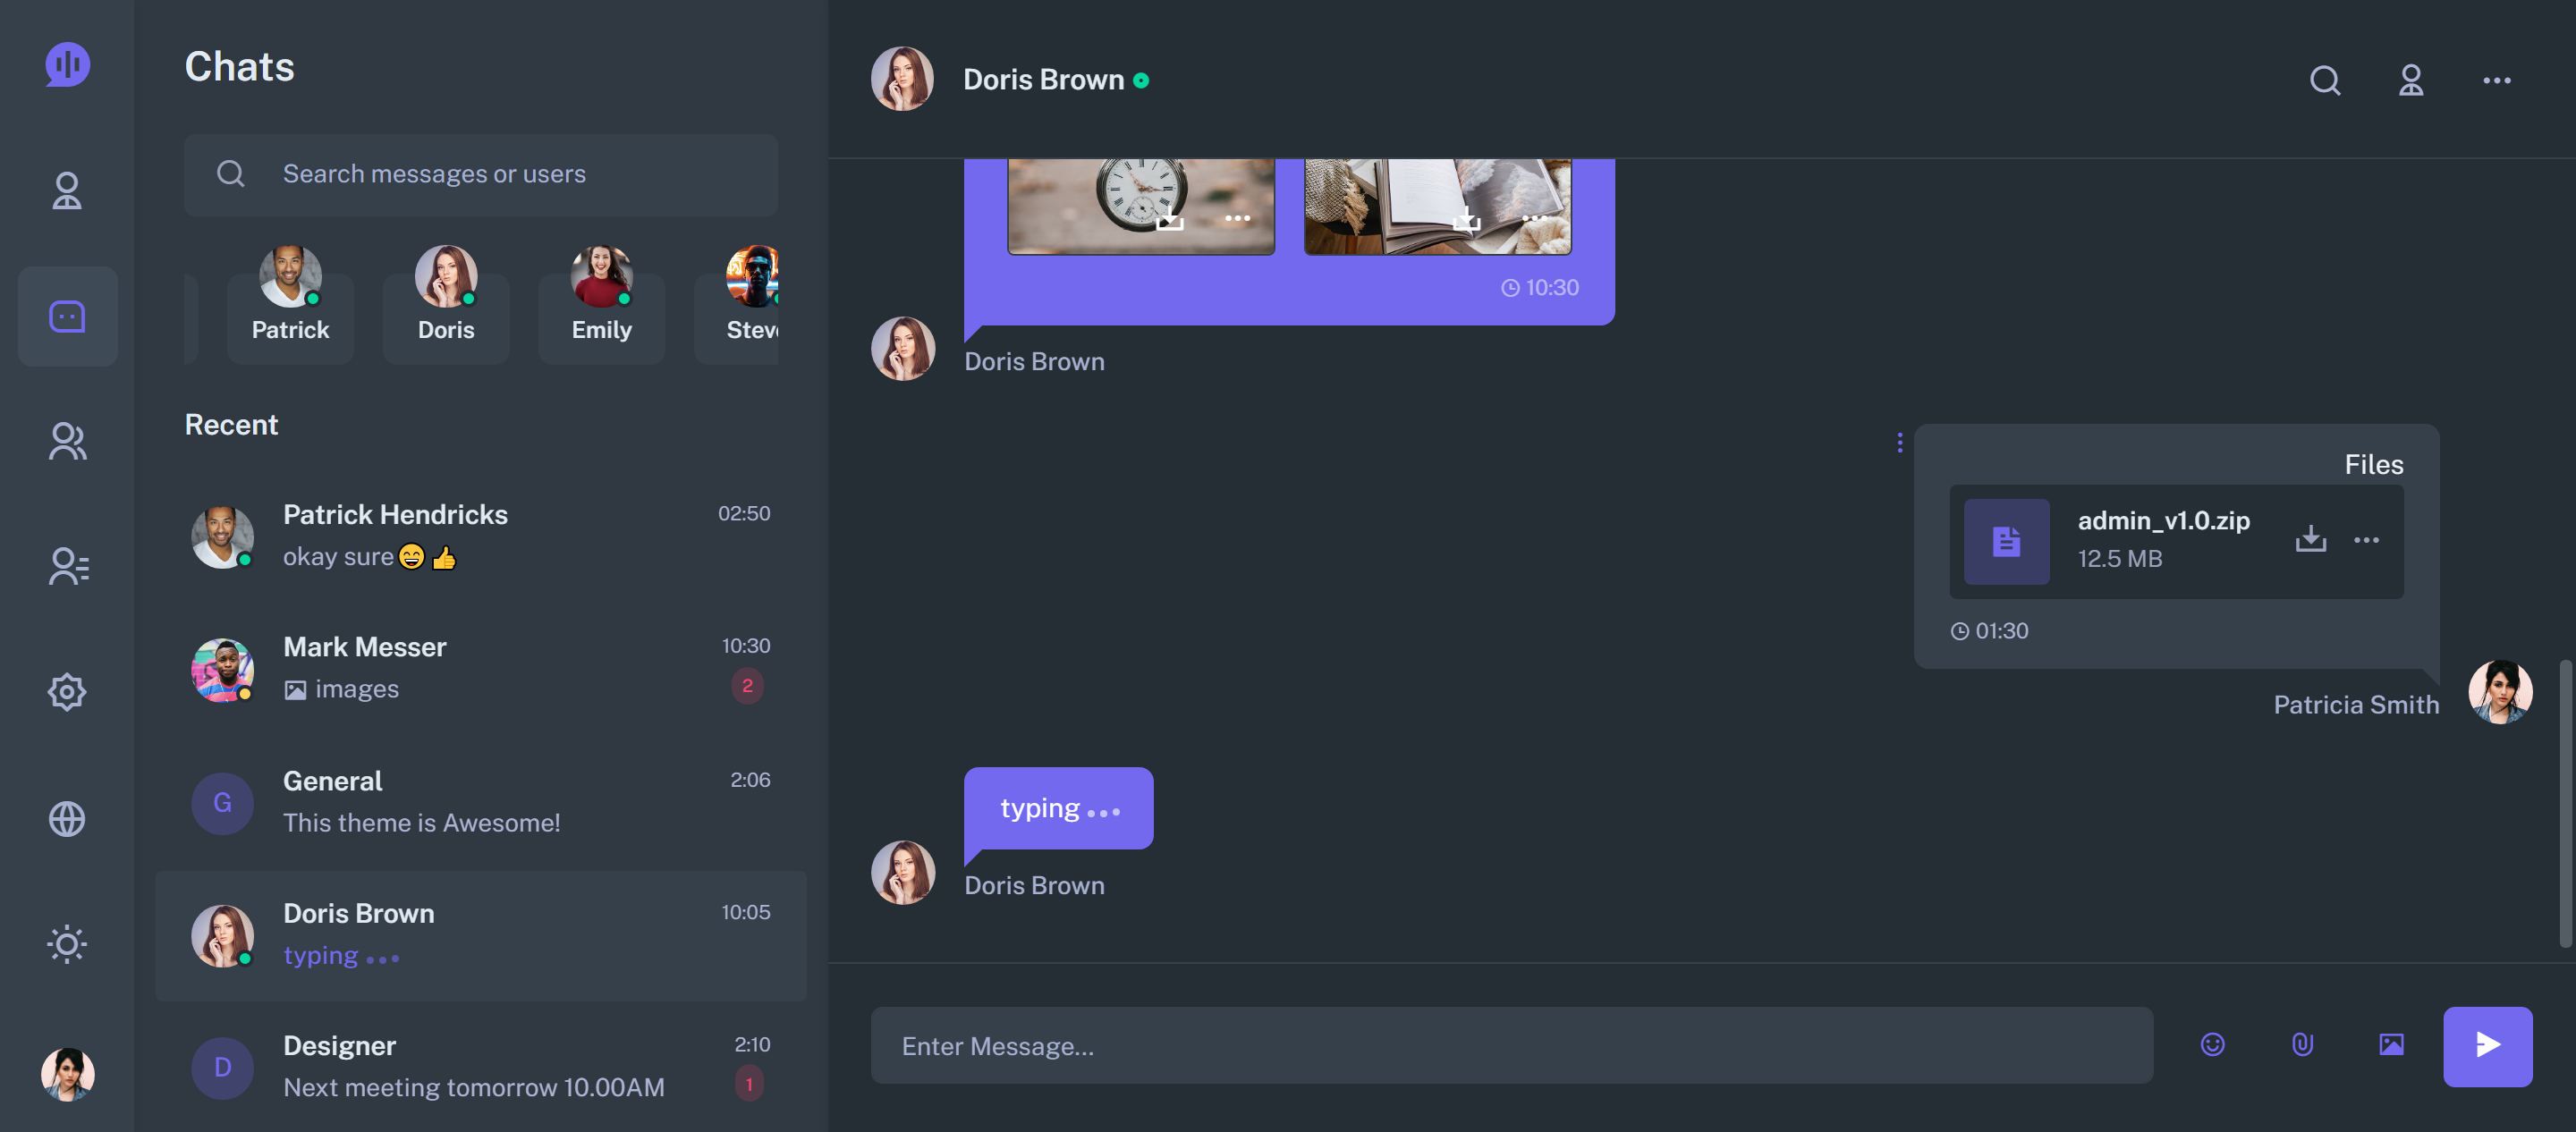 Chats
Search messages or users
Patrick
Doris
Emily
Recent
Patrick Hendricks
02:50
okay sure😄👍
Mark Messer
10:30
images
2
G
General
2:06
This theme is Awesome!
Doris Brown
10:05
typing
D
Designer
2:10
Next meeting tomorrow 10.00AM
1
Doris Brown
10:30
Doris Brown
Files
admin_v1.0.zip
12.5 MB
01:30
Patricia Smith
typing
Doris Brown
Enter Message...